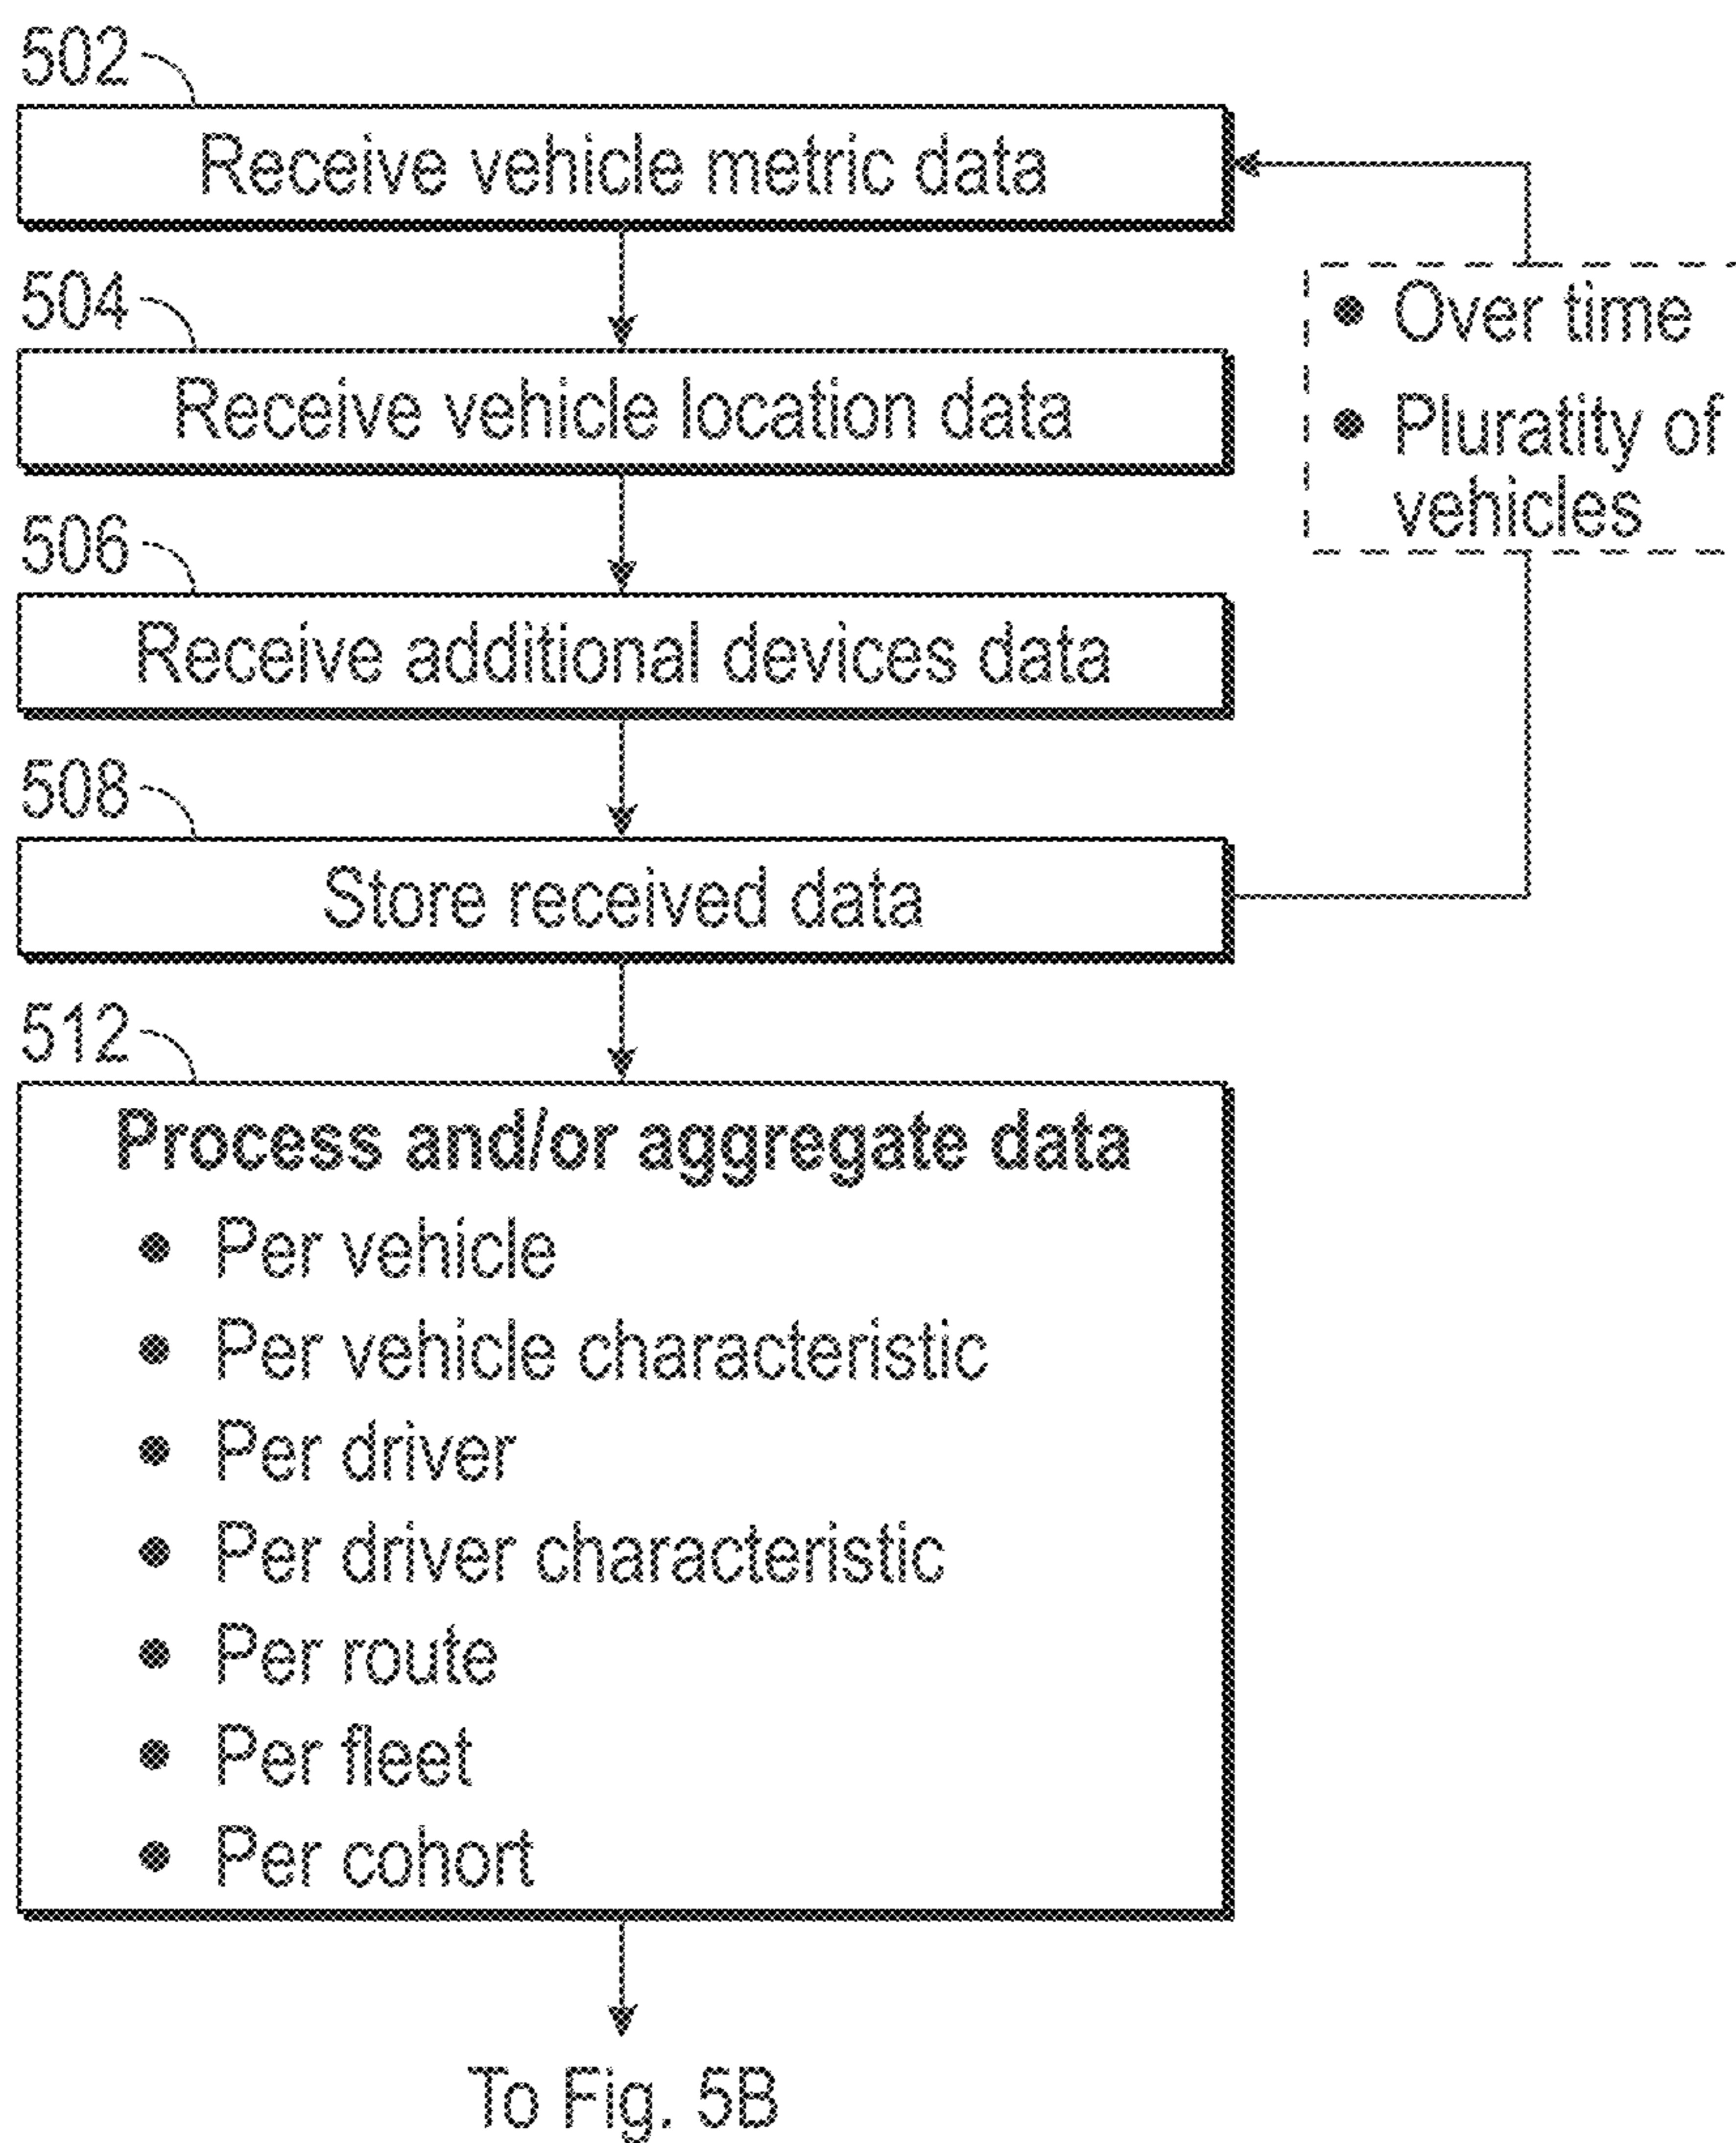 502
Receive vehicle metric data
504
Receive vehicle location data
506
Receive additional devices data
508
Store received data
• Over time
• Pluratity of
vehicles
512
Process and/or aggregate data
• Per vehicle
• Per vehicle characteristic
• Per driver
• Per driver characteristic
• Per route
• Per fleet
• Per cohort
To Fig. 5B